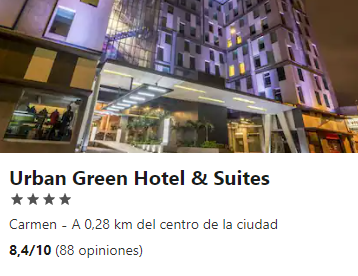 Urban Green Hotel & Suites
★★★★
Carmen - A 0,28 km del centro de la ciudad
8,4/10 (88 opiniones)